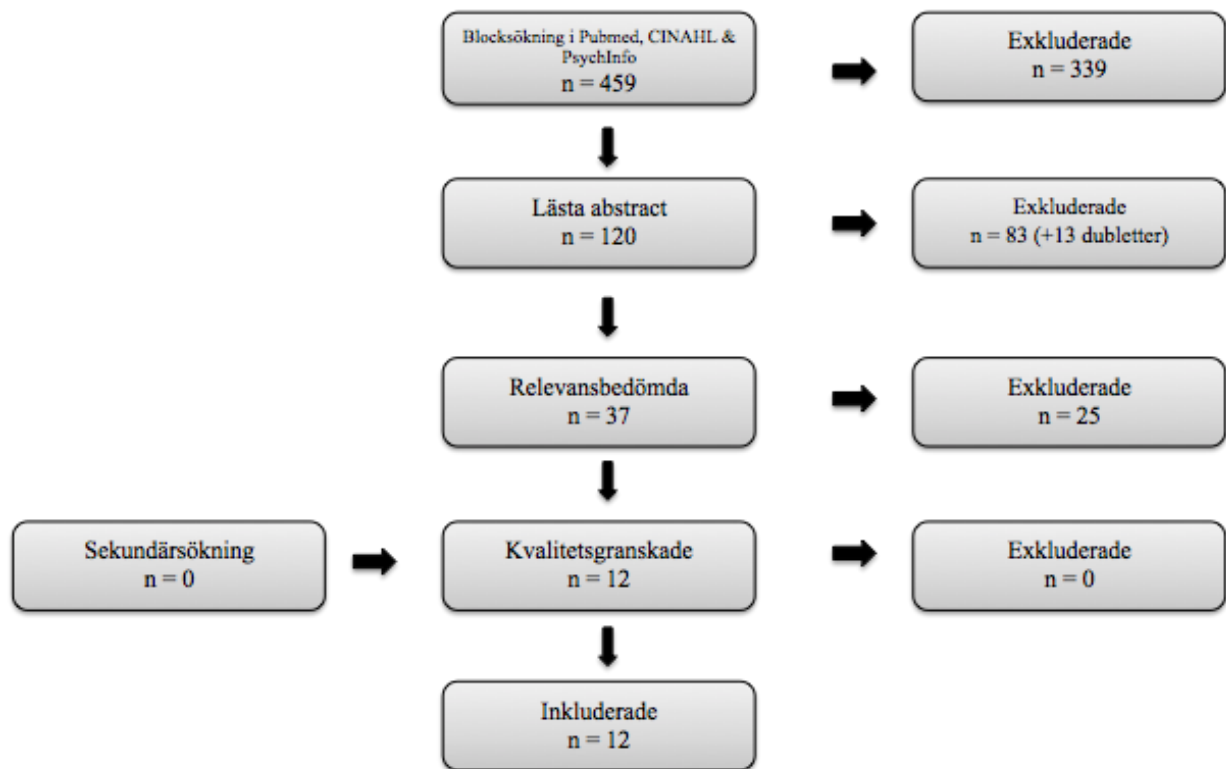 Blocksökning i Pubmed, CINAHL &
PsychInfo
n = 459
Exkluderade
n = 339
Lästa abstract
n = 120
Exkluderade
n = 83 (+13 dubletter)
Relevansbedömda
n = 37
Exkluderade
n = 25
Sekundärsökning
n = 0
Kvalitetsgranskade
n = 12
Exkluderade
n = 0
Inkluderade
n = 12